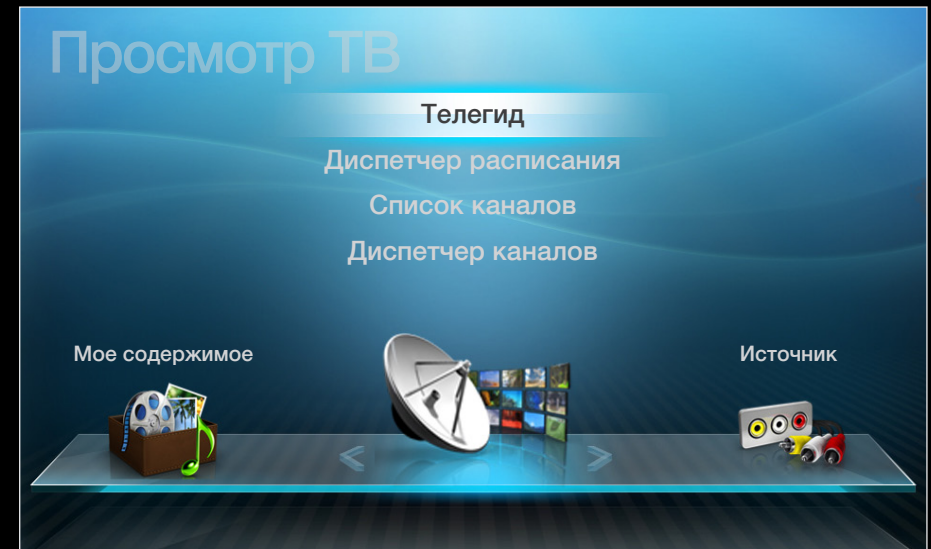 Просмотр ТВ
Телегид
Диспетчер расписания
Список каналов
Диспетчер каналов
Мое содержимое
Источник